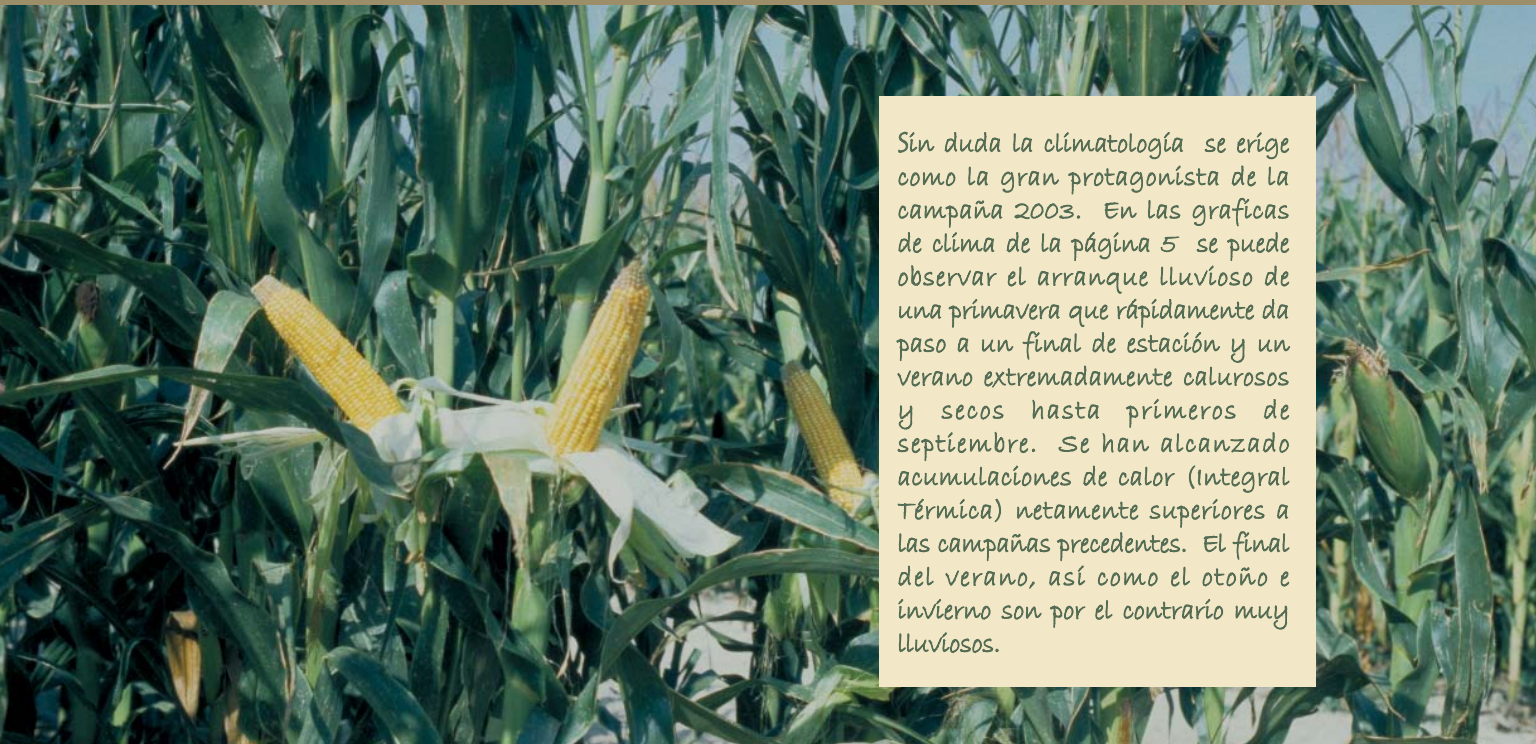 Sin duda la climatología se erige
como la gran protagonista de la
campaña 2003. En las graficas
de clima de la página 5 se puede
observar el arranque lluvioso de
una primavera que rápidamente da
paso a un final de estación y un
verano extremadamente calurosos
y secos hasta primeros de
septiembre. Se han alcanzado
acumulaciones de calor (Integral
Térmica) netamente superiores a
las campañas precedentes. El final
del verano, así como el otoño e
invierno son por el contrario muy
lluviosos.